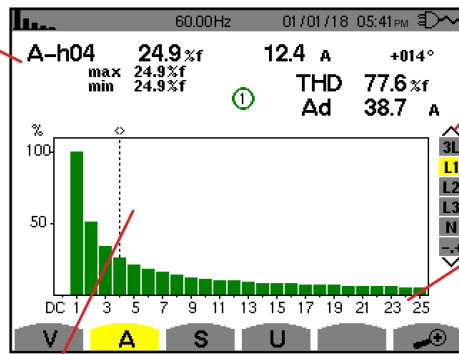 60.00Hz 01/01/18 05:41PM
A-h04 24.9%f 12.4 A +014°
max 24.9%f
min 24.9%f
THD 77.6%f
1
Ad 38.7 A
%
100
50
3L
L1
L2
L3
N
-.+
DC 1 3 5 7 9 11 13 15 17 19 21 23 25
V A S U